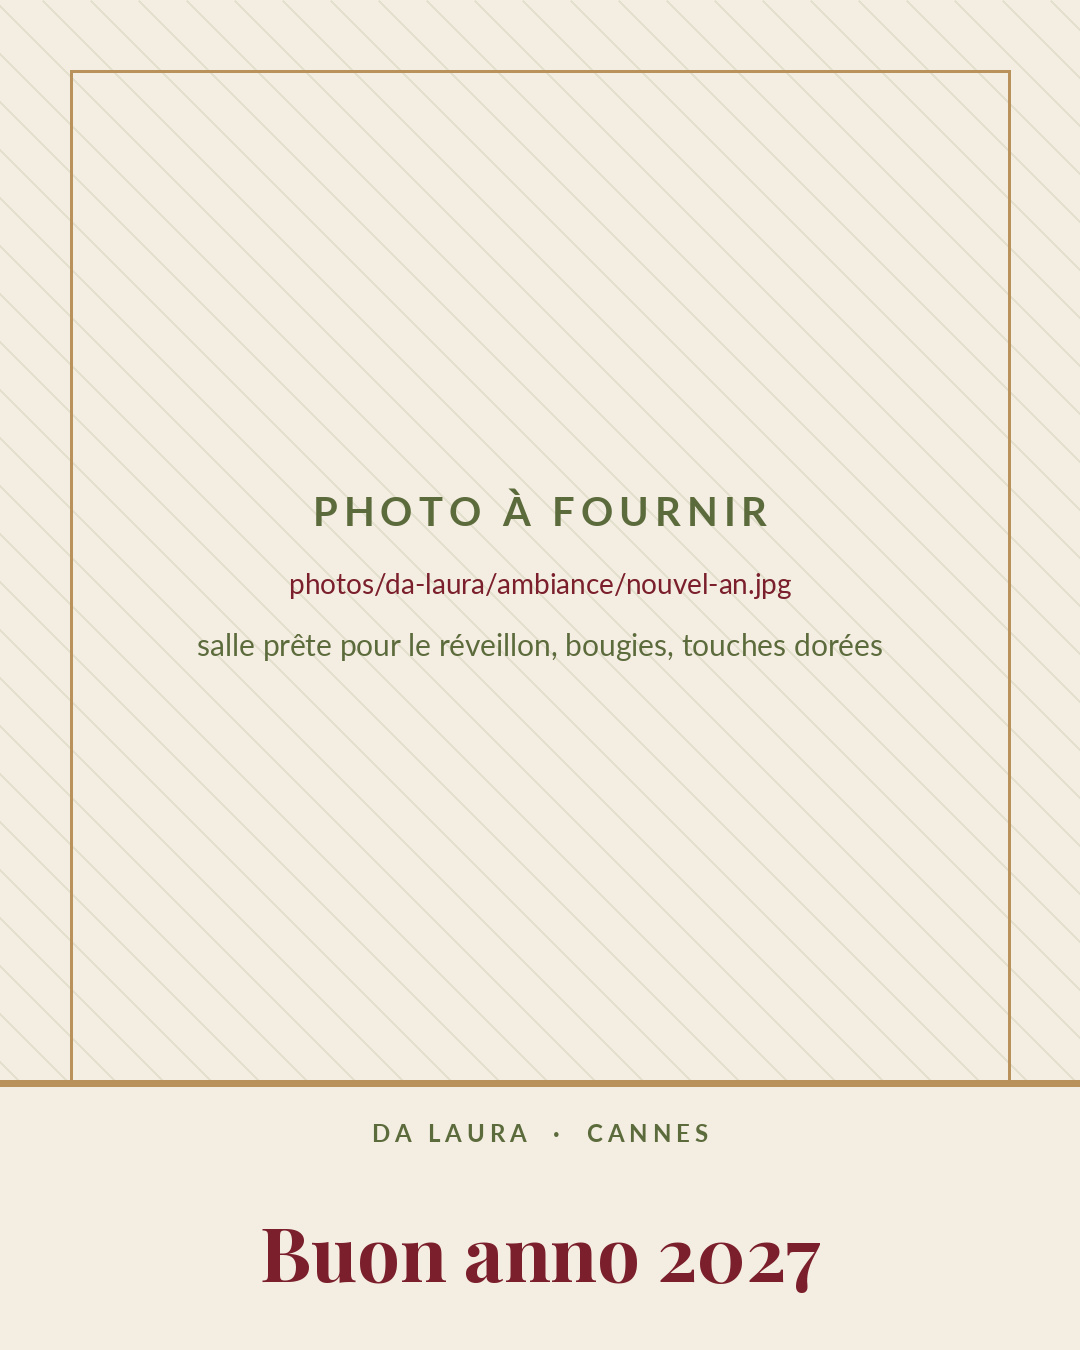 PHOTO À FOURNIR
photos/da-laura/ambiance/nouvel-an.jpg
salle prête pour le réveillon, bougies, touches dorées
DA LAURA · CANNES
Buon anno 2027